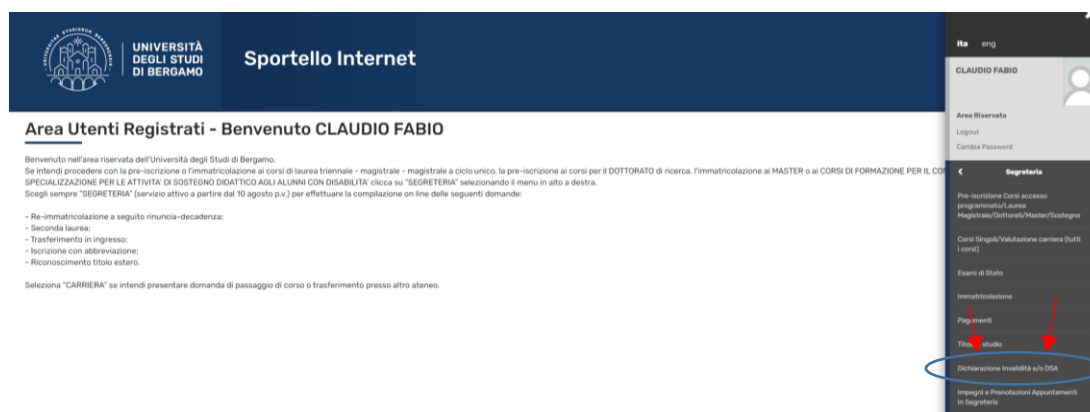 UNIVERSITÀ
DEGLI STUDI
DI BERGAMO
Sportello Internet
Area Utenti Registrati - Benvenuto CLAUDIO FABIO
Benvenuto nell'area riservata dell'Università degli Studi di Bergamo.
Se intendi procedere con la pre-iscrizione o l'immatricolazione ai corsi di laurea triennale - magistrale - magistrale a ciclo unico, la pre-iscrizione ai corsi per il DOTTORATO di ricerca, l'immatricolazione ai MASTER o ai CORSI DI FORMAZIONE PER IL
SPECIALIZZAZIONE PER LE ATTIVITA' DI SOSTEGNO DIDATTICO AGLI ALUNNI CON DISABILITA' clicca su "SEGRETERIA" selezionando il menu in alto a destra.
Scegli sempre "SEGRETERIA" (servizio attivo a partire dal 10 agosto p.v.) per effettuare la compilazione on line delle seguenti domande:
- Re-immatricolazione a seguito rinuncia-decadenza;
- Seconda laurea;
- Trasferimento in ingresso;
- Iscrizione con abbreviazione;
- Riconoscimento titolo estero.
Seleziona "CARRIERA" se intendi presentare domanda di passaggio di corso o trasferimento presso altro ateneo.
ita eng
CLAUDIO FABIO
Area Riservata
Logout
Cambia Password
Segreteria
Pre-iscrizione Corsi accesso
programmato/Laurea
Magistrale/Dottorati/Master/Sostegno
Corsi Singoli/Valutazione carriera (tutti
i corsi)
Esami di Stato
Immatricolazione
Pagamenti
studio
Dichiarazione Invalidità e/o DSA
Impegni e Prenotazioni Appuntamenti
in Segreteria